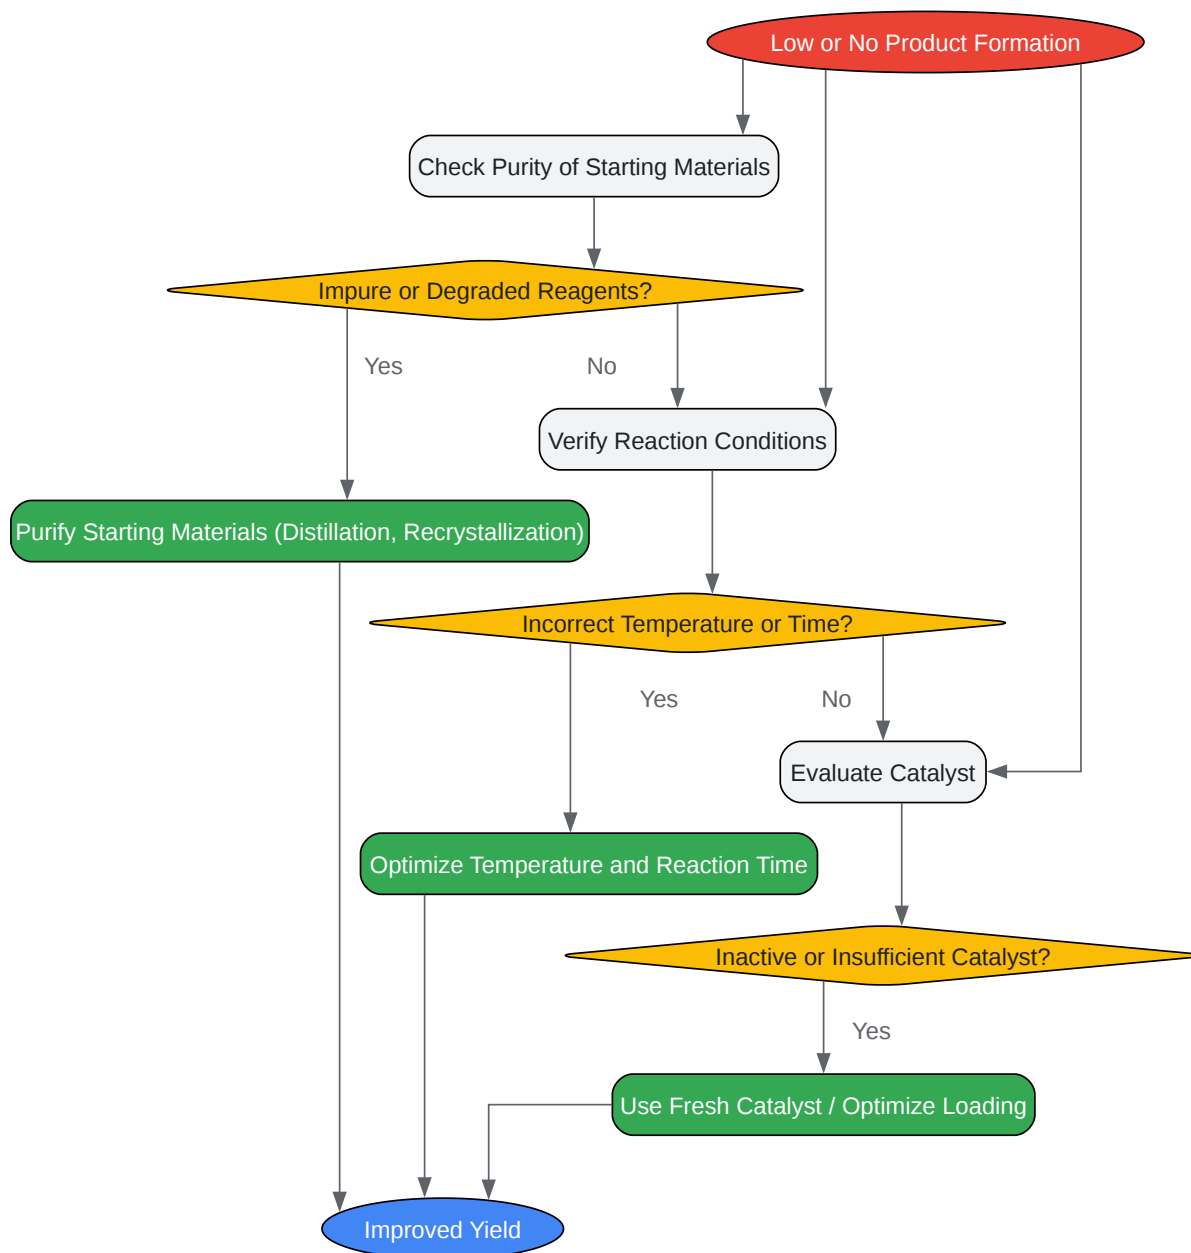 Low or No Product Formation
Check Purity of Starting Materials
Impure or Degraded Reagents?
Yes
No
Verify Reaction Conditions
Purify Starting Materials (Distillation, Recrystallization)
Incorrect Temperature or Time?
Yes
No
Evaluate Catalyst
Optimize Temperature and Reaction Time
Inactive or Insufficient Catalyst?
Yes
Use Fresh Catalyst / Optimize Loading
Improved Yield